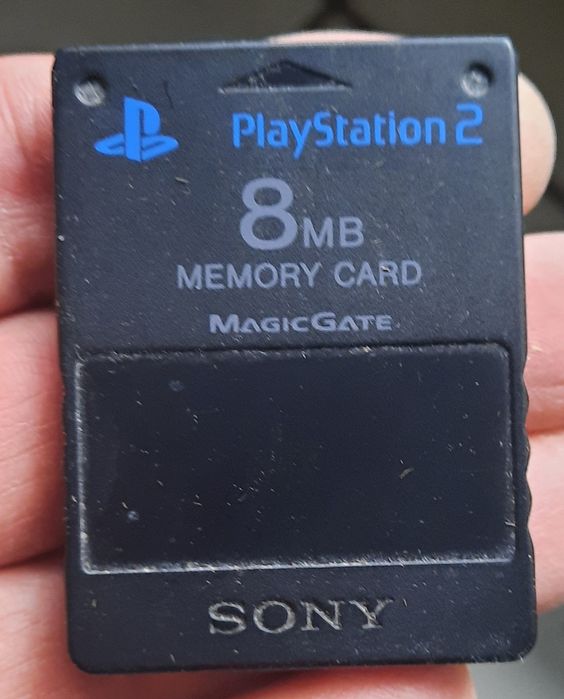 PlayStation 2
8MB
MEMORY CARD
MAGICGATE
SONY